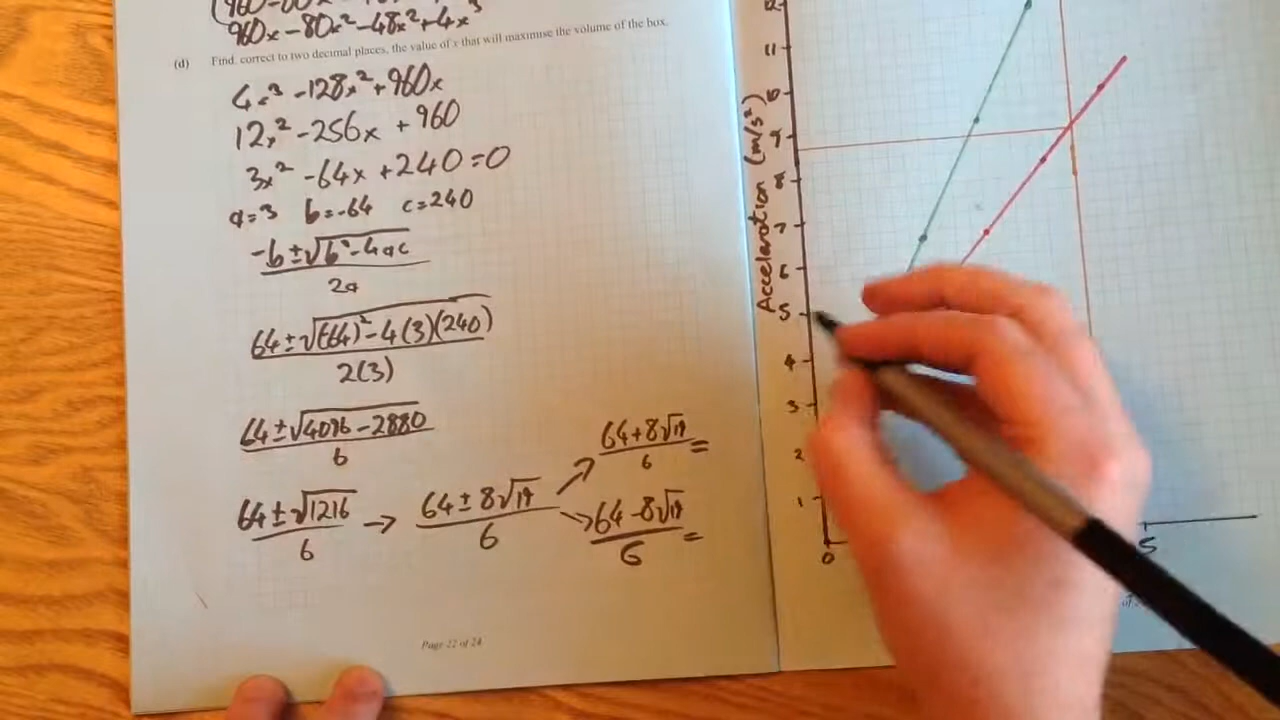 960x - 80x² - 48x² + 4x³
(d) Find, correct to two decimal places, the value of x that will maximise the volume of the box.
4x³ - 128x² + 960x
12x² - 256x + 960
3x² - 64x + 240 = 0
a = 3 b = -64 c = 240
-b ± √b² - 4ac
2a
64 ± √(-64)² - 4(3)(240)
2(3)
64 ± √4096 - 2880
6
64 ± √1216
6
→
64 ± 8√19
6
64 + 8√19
6
=
64 - 8√19
6
=
Page 22 of 24
Acceleration (m/s²)
12
11
10
9
8
7
6
5
4
3
2
1
0
5